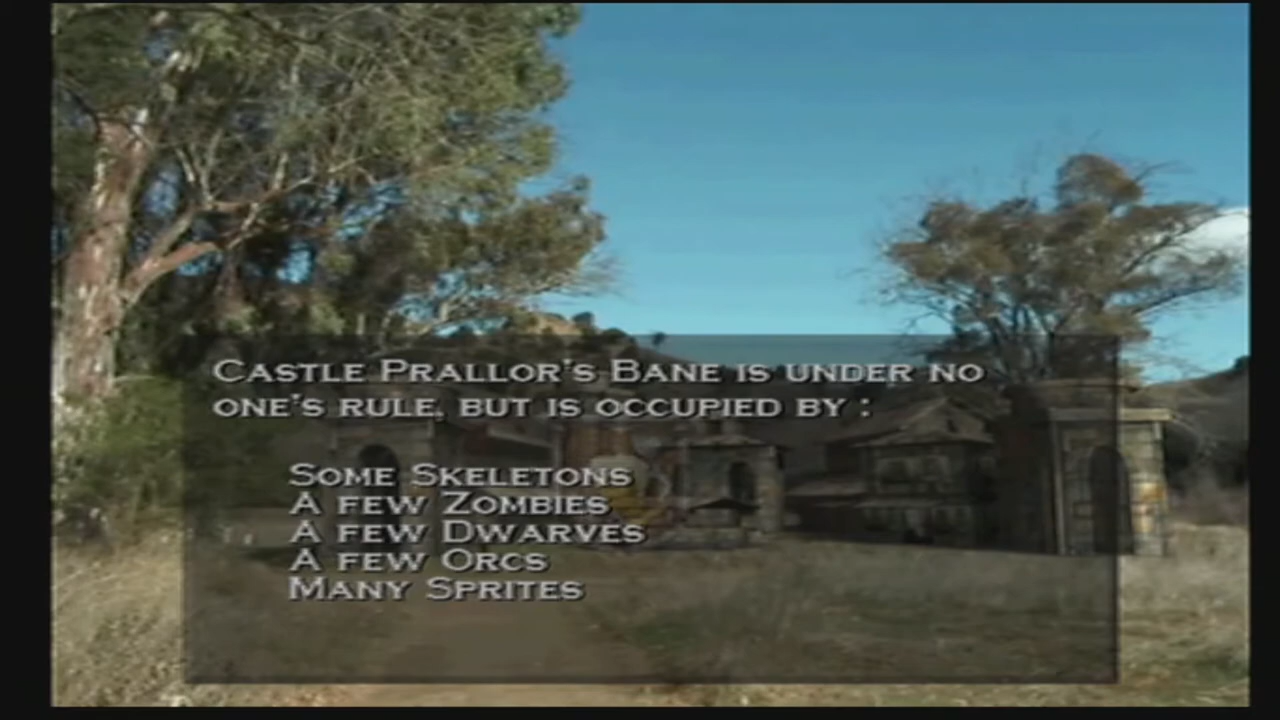 Castle Prallor's Bane is under no
one's rule, but is occupied by :
Some Skeletons
A few Zombies
A few Dwarves
A few Orcs
Many Sprites